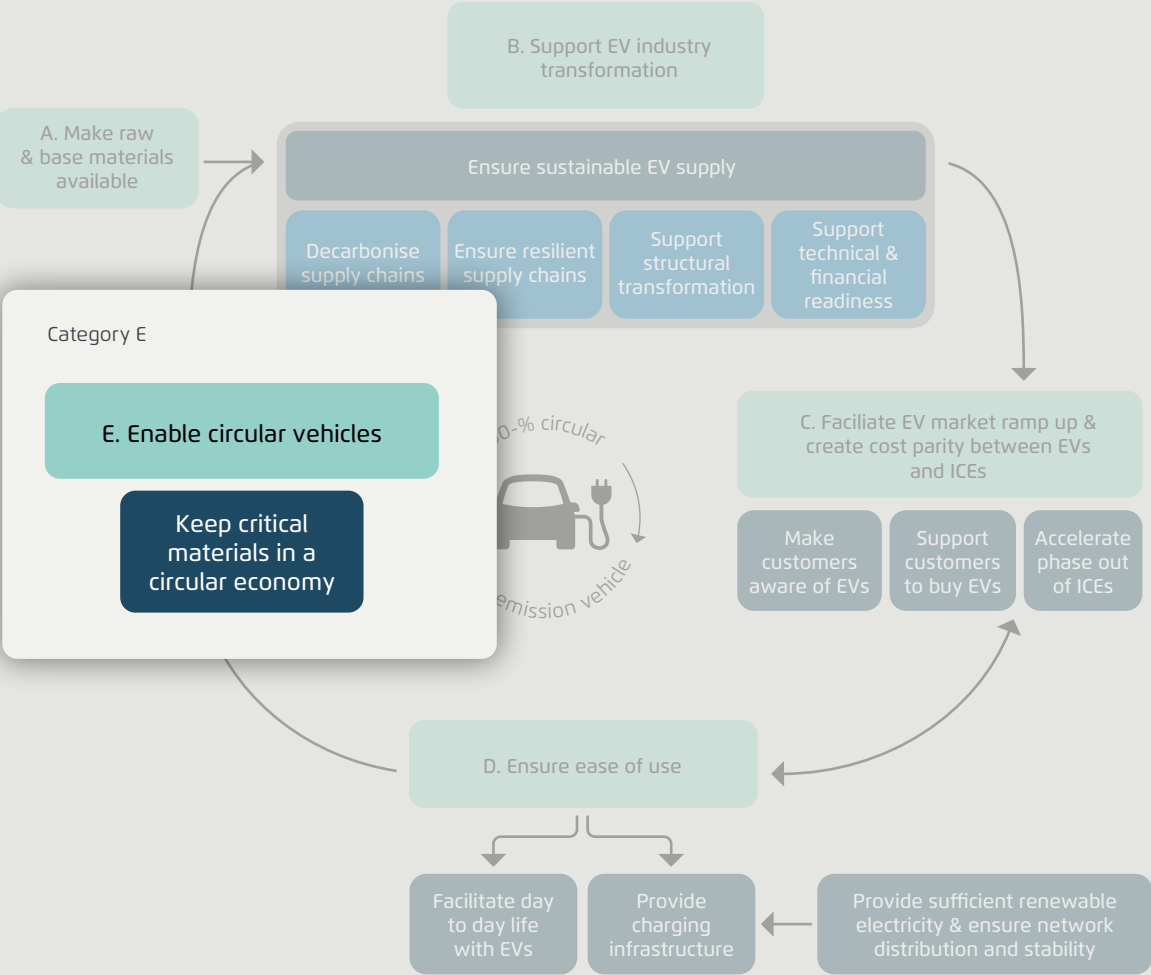 B. Support EV industry
transformation
A. Make raw
& base materials
available
Ensure sustainable EV supply
Decarbonise
supply chains
Ensure resilient
supply chains
Support
structural
transformation
Support
technical &
financial
readiness
Category E
E. Enable circular vehicles
Keep critical
materials in a
circular economy
circular
emission vehicle
C. Faciliate EV market ramp up &
create cost parity between EVs
and ICEs
Make
customers
aware of EVs
Support
customers
to buy EVs
Accelerate
phase out
of ICEs
D. Ensure ease of use
Facilitate day
to day life
with EVs
Provide
charging
infrastructure
Provide sufficient renewable
electricity & ensure network
distribution and stability